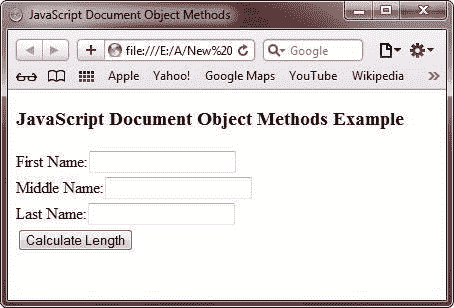 JavaScript Document Object Methods
file:///E:/A/New%20
Google
Apple Yahoo! Google Maps YouTube Wikipedia »
JavaScript Document Object Methods Example
First Name:
Middle Name:
Last Name:
Calculate Length